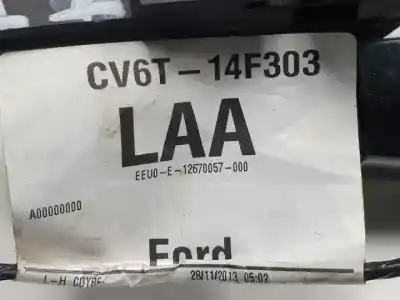 CV6T-14F303
LAA
EEU0-E-12670057-000
A00000000
Ford
28/11/2013, 05:02